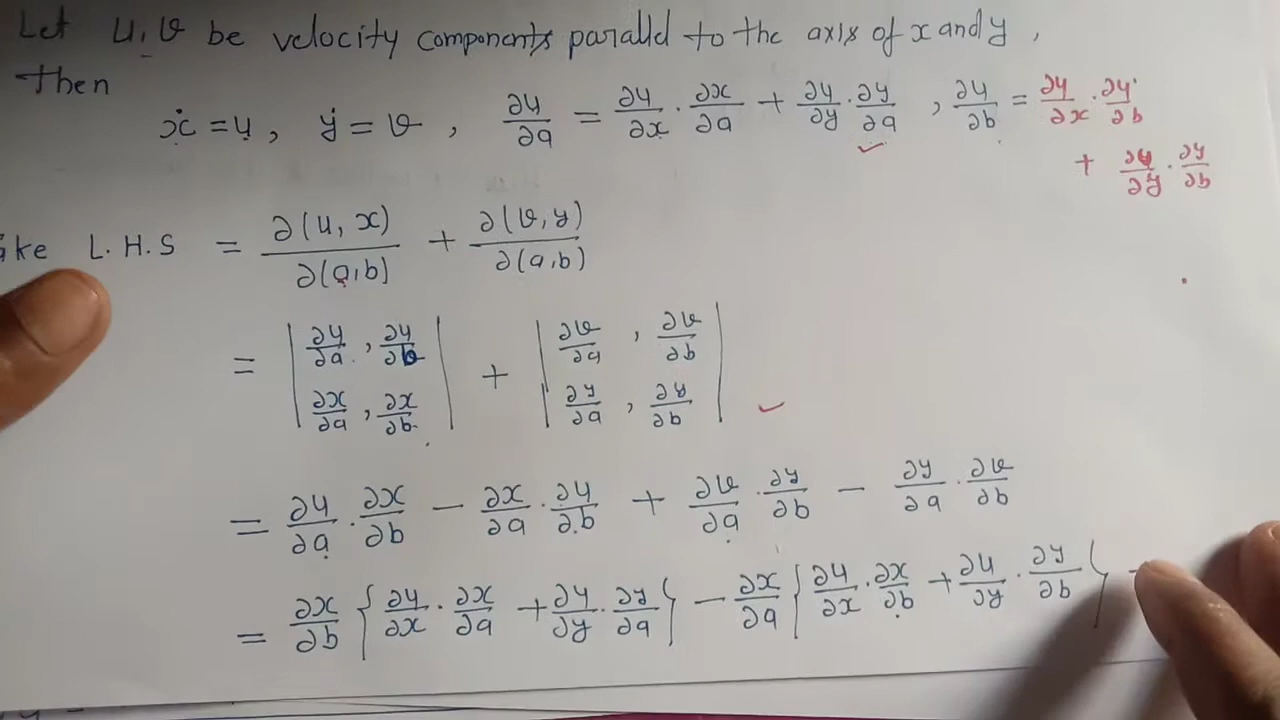 Let u, v be velocity components parallel to the axis of x and y,
then
ẋ = u, ẏ = v, ∂u/∂a = ∂u/∂x · ∂x/∂a + ∂u/∂y · ∂y/∂a, ∂u/∂b = ∂u/∂x · ∂y/∂b
+ ∂u/∂y · ∂y/∂b
L.H.S = ∂(u, x)/∂(a,b) + ∂(v,y)/∂(a,b)
= | ∂u/∂a, ∂u/∂b | + | ∂v/∂a, ∂v/∂b |
| ∂x/∂a, ∂x/∂b | | ∂y/∂a, ∂y/∂b |
= ∂u/∂a · ∂x/∂b − ∂x/∂a · ∂u/∂b + ∂v/∂a · ∂y/∂b − ∂y/∂a · ∂v/∂b
= ∂x/∂b { ∂u/∂x · ∂x/∂a + ∂u/∂y · ∂y/∂a } − ∂x/∂a { ∂u/∂x · ∂x/∂b + ∂u/∂y · ∂y/∂b }